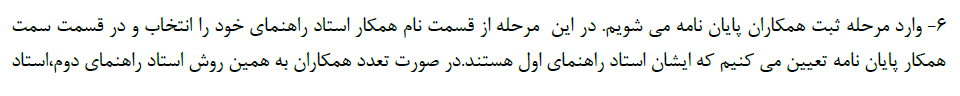 ۶- وارد مرحله ثبت همکاران پایان نامه می شویم. در این مرحله از قسمت نام همکار استاد راهنمای خود را انتخاب و در قسمت سمت
همکار پایان نامه تعیین می کنیم که ایشان استاد راهنمای اول هستند.در صورت تعدد همکاران به همین روش استاد راهنمای دوم،استاد